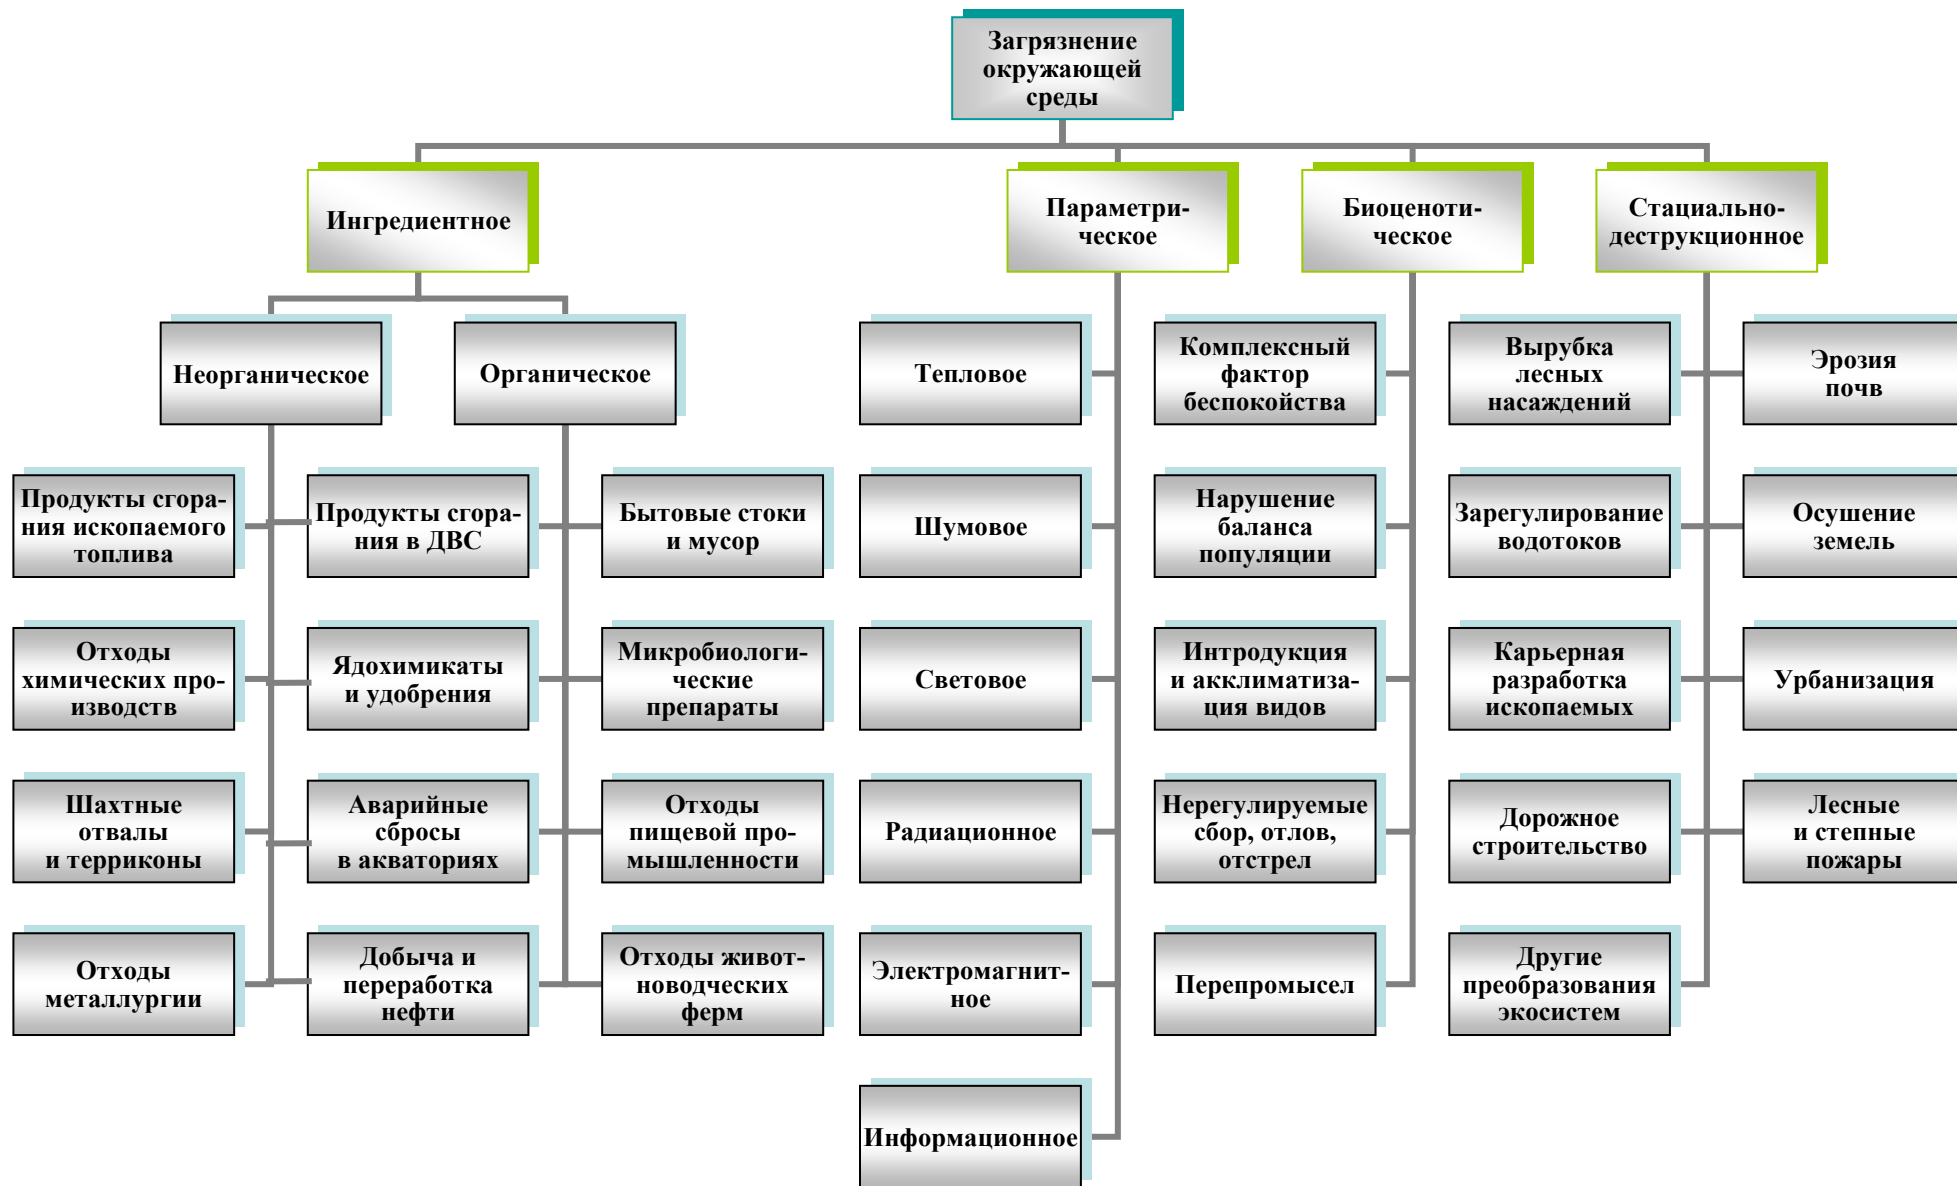 Загрязнение
окружающей
среды
Ингредиентное
Параметри-
ческое
Биоценоти-
ческое
Стациально-
деструкционное
Неорганическое
Органическое
Тепловое
Комплексный
фактор
беспокойства
Вырубка
лесных
насаждений
Эрозия
почв
Продукты сгора-
ния ископаемого
топлива
Продукты сгора-
ния в ДВС
Бытовые стоки
и мусор
Шумовое
Нарушение
баланса
популяции
Зарегулирование
водотоков
Осушение
земель
Отходы
химических про-
изводств
Ядохимикаты
и удобрения
Микробиологи-
ческие
препараты
Световое
Интродукция
и акклиматиза-
ция видов
Карьерная
разработка
ископаемых
Урбанизация
Шахтные
отвалы
и терриконы
Аварийные
сбросы
в акваториях
Отходы
пищевой про-
мышленности
Радиационное
Нерегулируемые
сбор, отлов,
отстрел
Дорожное
строительство
Лесные
и степные
пожары
Отходы
металлургии
Добыча и
переработка
нефти
Отходы живот-
новодческих
ферм
Электромагнит-
ное
Перепромысел
Другие
преобразования
экосистем
Информационное